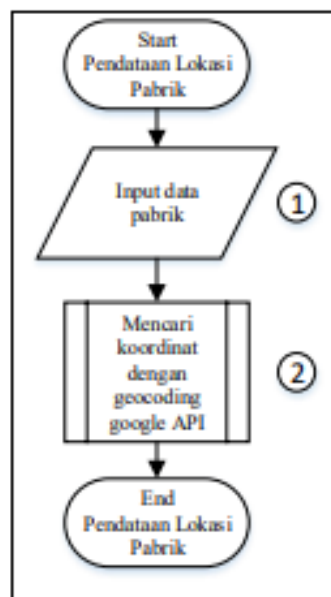 Start
Pendataan Lokasi
Pabrik
Input data
pabrik
1
Mencari
koordinat
dengan
geocoding
google API
2
End
Pendataan Lokasi
Pabrik